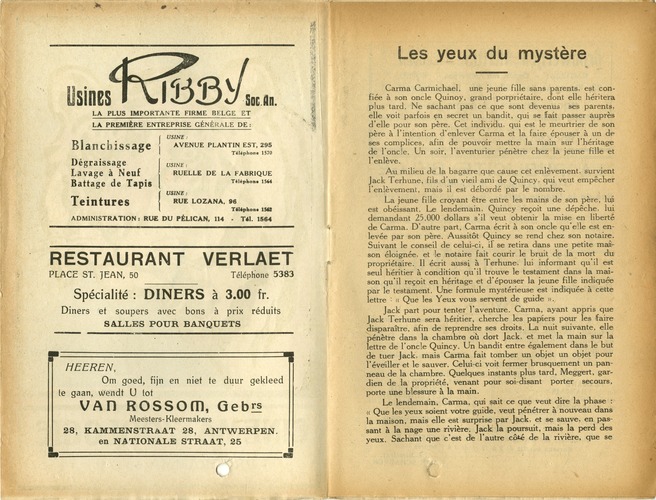 Usines RIBBY Soc. An.
LA PLUS IMPORTANTE FIRME BELGE ET
LA PREMIÈRE ENTREPRISE GÉNÉRALE DE:
Blanchissage
USINE:
AVENUE PLANTIN EST, 295
Téléphone 1570
Dégraissage
Lavage à Neuf
Battage de Tapis
USINE:
RUELLE DE LA FABRIQUE
Téléphone 1564
Teintures
USINE:
RUE LOZANA, 96
Téléphone 1562
ADMINISTRATION: RUE DU PÉLICAN, 114 - Tél. 1564
RESTAURANT VERLAET
PLACE ST. JEAN, 50 Téléphone 5383
Spécialité : DINERS à 3.00 fr.
Diners et soupers avec bons à prix réduits
SALLES POUR BANQUETS
HEEREN,
Om goed, fijn en niet te duur gekleed
te gaan, wendt U tot
VAN ROSSOM, Gebrs
Meesters-Kleermakers
28, KAMMENSTRAAT 28, ANTWERPEN.
en NATIONALE STRAAT, 25
Les yeux du mystère
Carma Carmichael, une jeune fille sans parents, est con-
fiée à son oncle Quinoy, grand porpriétaire, dont elle héritera
plus tard. Ne sachant pas ce que sont devenus ses parents,
elle voit parfois en secret un bandit, qui se fait passer auprès
d'elle pour son père. Cet individu, qui est le meurtrier de son
père à l'intention d'enlever Carma et la faire épouser à un de
ses complices, afin de pouvoir mettre la main sur l'héritage
de l'oncle. Un soir, l'aventurier pénètre chez la jeune fille et
l'enlève.
Au milieu de la bagarre que cause cet enlèvement, survient
Jack Terhune, fils d'un vieil ami de Quincy, qui veut empêcher
l'enlèvement, mais il est débordé par le nombre.
La jeune fille croyant être entre les mains de son père, lui
est obéissant. Le lendemain, Quincy reçoit une dépêche, lui
demandant 25.000 dollars s'il veut obtenir la mise en liberté
de Carma. D'autre part, Carma écrit à son oncle qu'elle est en-
levée par son père. Aussitôt Quincy se rend chez son notaire.
Suivant le conseil de celui-ci, il se retire dans une petite mai-
son éloignée, et le notaire fait courir le bruit de la mort du
propriétaire. Il écrit aussi à Terhune, lui informant qu'il est
seul héritier à condition qu'il trouve le testament dans la mai-
son qu'il reçoit en héritage et d'épouser la jeune fille indiquée
par le testament. Une formule mystérieuse est indiquée à cette
lettre : « Que les Yeux vous servent de guide ».
Jack part pour tenter l'aventure. Carma, ayant appris que
Jack Terhune sera héritier, cherche les papiers pour les faire
disparaître, afin de reprendre ses droits. La nuit suivante, elle
pénètre dans la chambre où dort Jack, et met la main sur la
lettre de l'oncle Quincy. Un bandit entre également dans le but
de tuer Jack, mais Carma fait tomber un objet un objet pour
l'éveiller et le sauver. Celui-ci voit fermer brusquement un pan-
neau de la chambre. Quelques instants plus tard, Meggert, gar-
dien de la propriété, venant pour soi-disant porter secours,
porte une blessure à la main.
Le lendemain, Carma, qui sait ce que veut dire la phase :
« Que les yeux soient votre guide, veut pénétrer à nouveau dans
la maison, mais elle est surprise par Jack, et se sauve, en pas-
sant à la nage une rivière. Jack la poursuit, mais la perd des
yeux. Sachant que c'est de l'autre côté de la rivière, que se